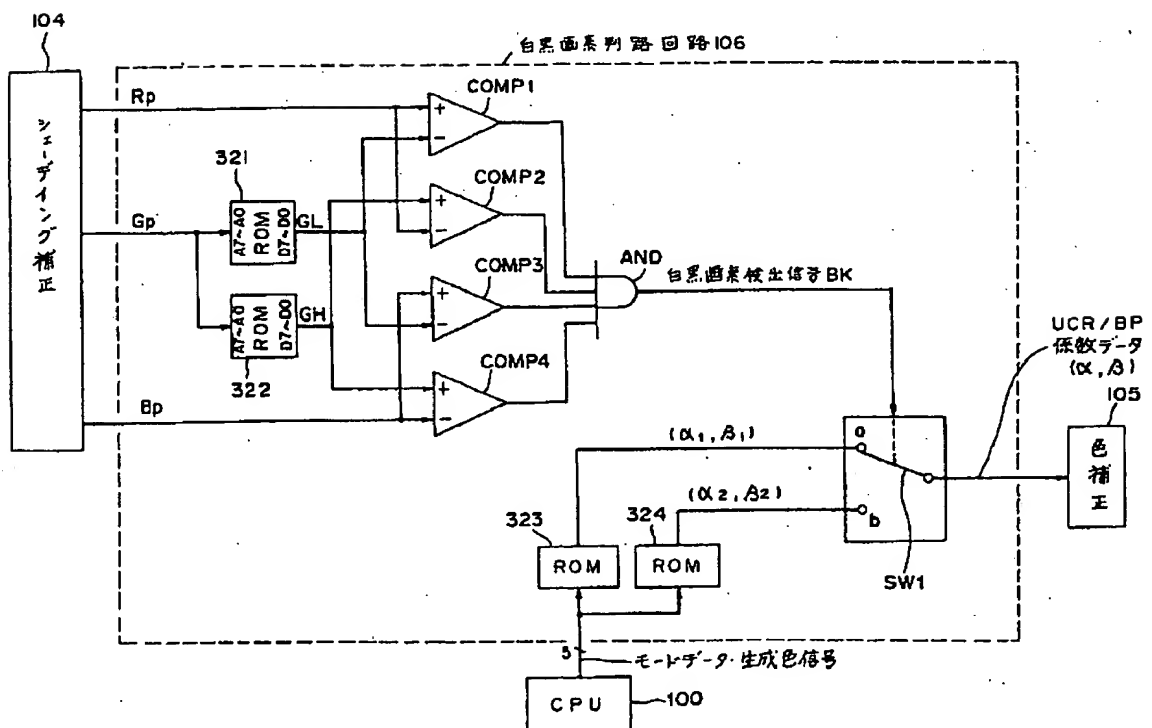 104
シェーディング補正
白黒画素判路回路106
Rp
Gp
Bp
321
A7~A0
ROM
D7~D0
GL
A7~A0
ROM
D7~D0
GH
322
COMP1
+
−
COMP2
+
−
COMP3
+
−
COMP4
+
−
AND
白黒画素検出信号BK
UCR/BP
係数データ
(α,β)
105
色補正
(α1,β1)
(α2,β2)
a
b
SW1
323
ROM
324
ROM
5
モードデータ・生成色信号
CPU
100